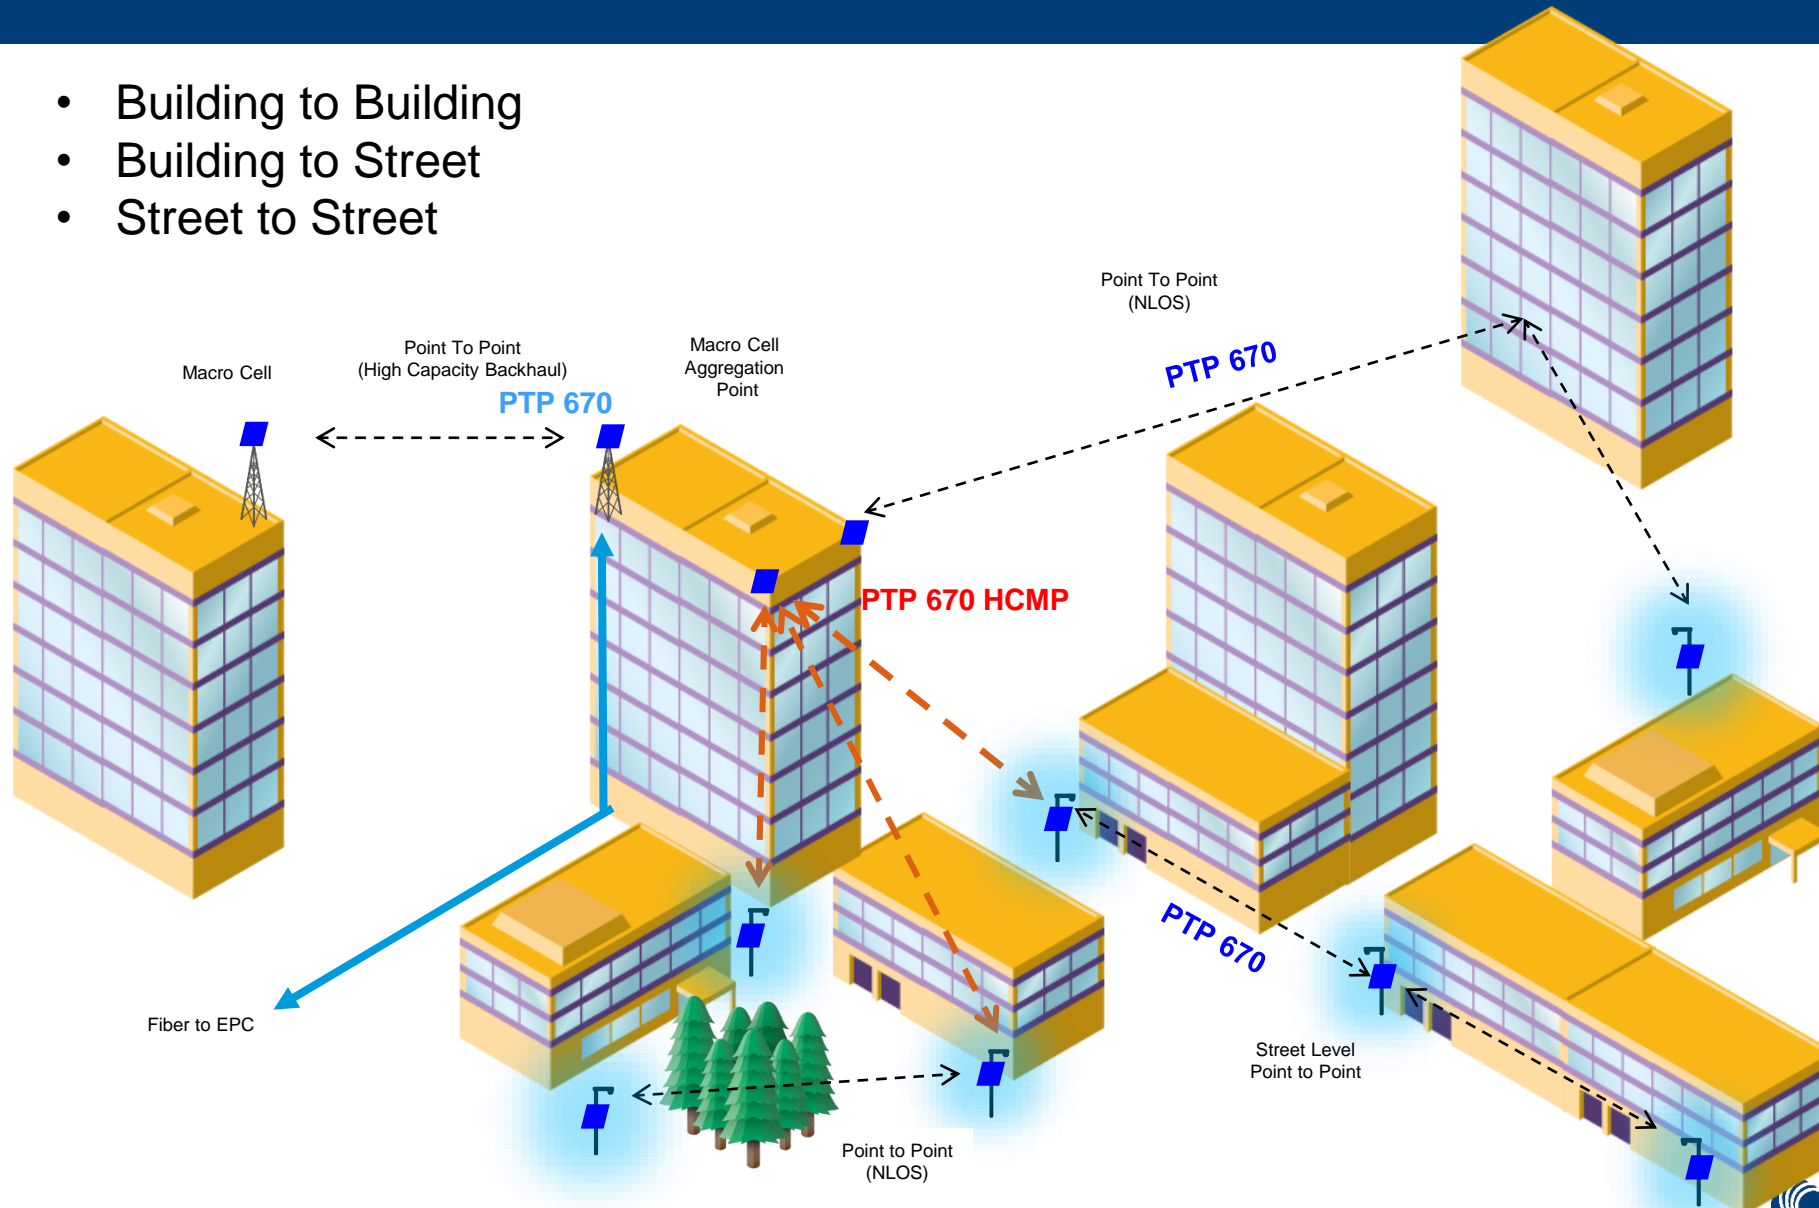 • Building to Building
• Building to Street
• Street to Street
Point To Point
(NLOS)
PTP 670
Macro Cell
Point To Point
(High Capacity Backhaul)
PTP 670
Macro Cell
Aggregation
Point
PTP 670 HCMP
PTP 670
Fiber to EPC
Street Level
Point to Point
Point to Point
(NLOS)